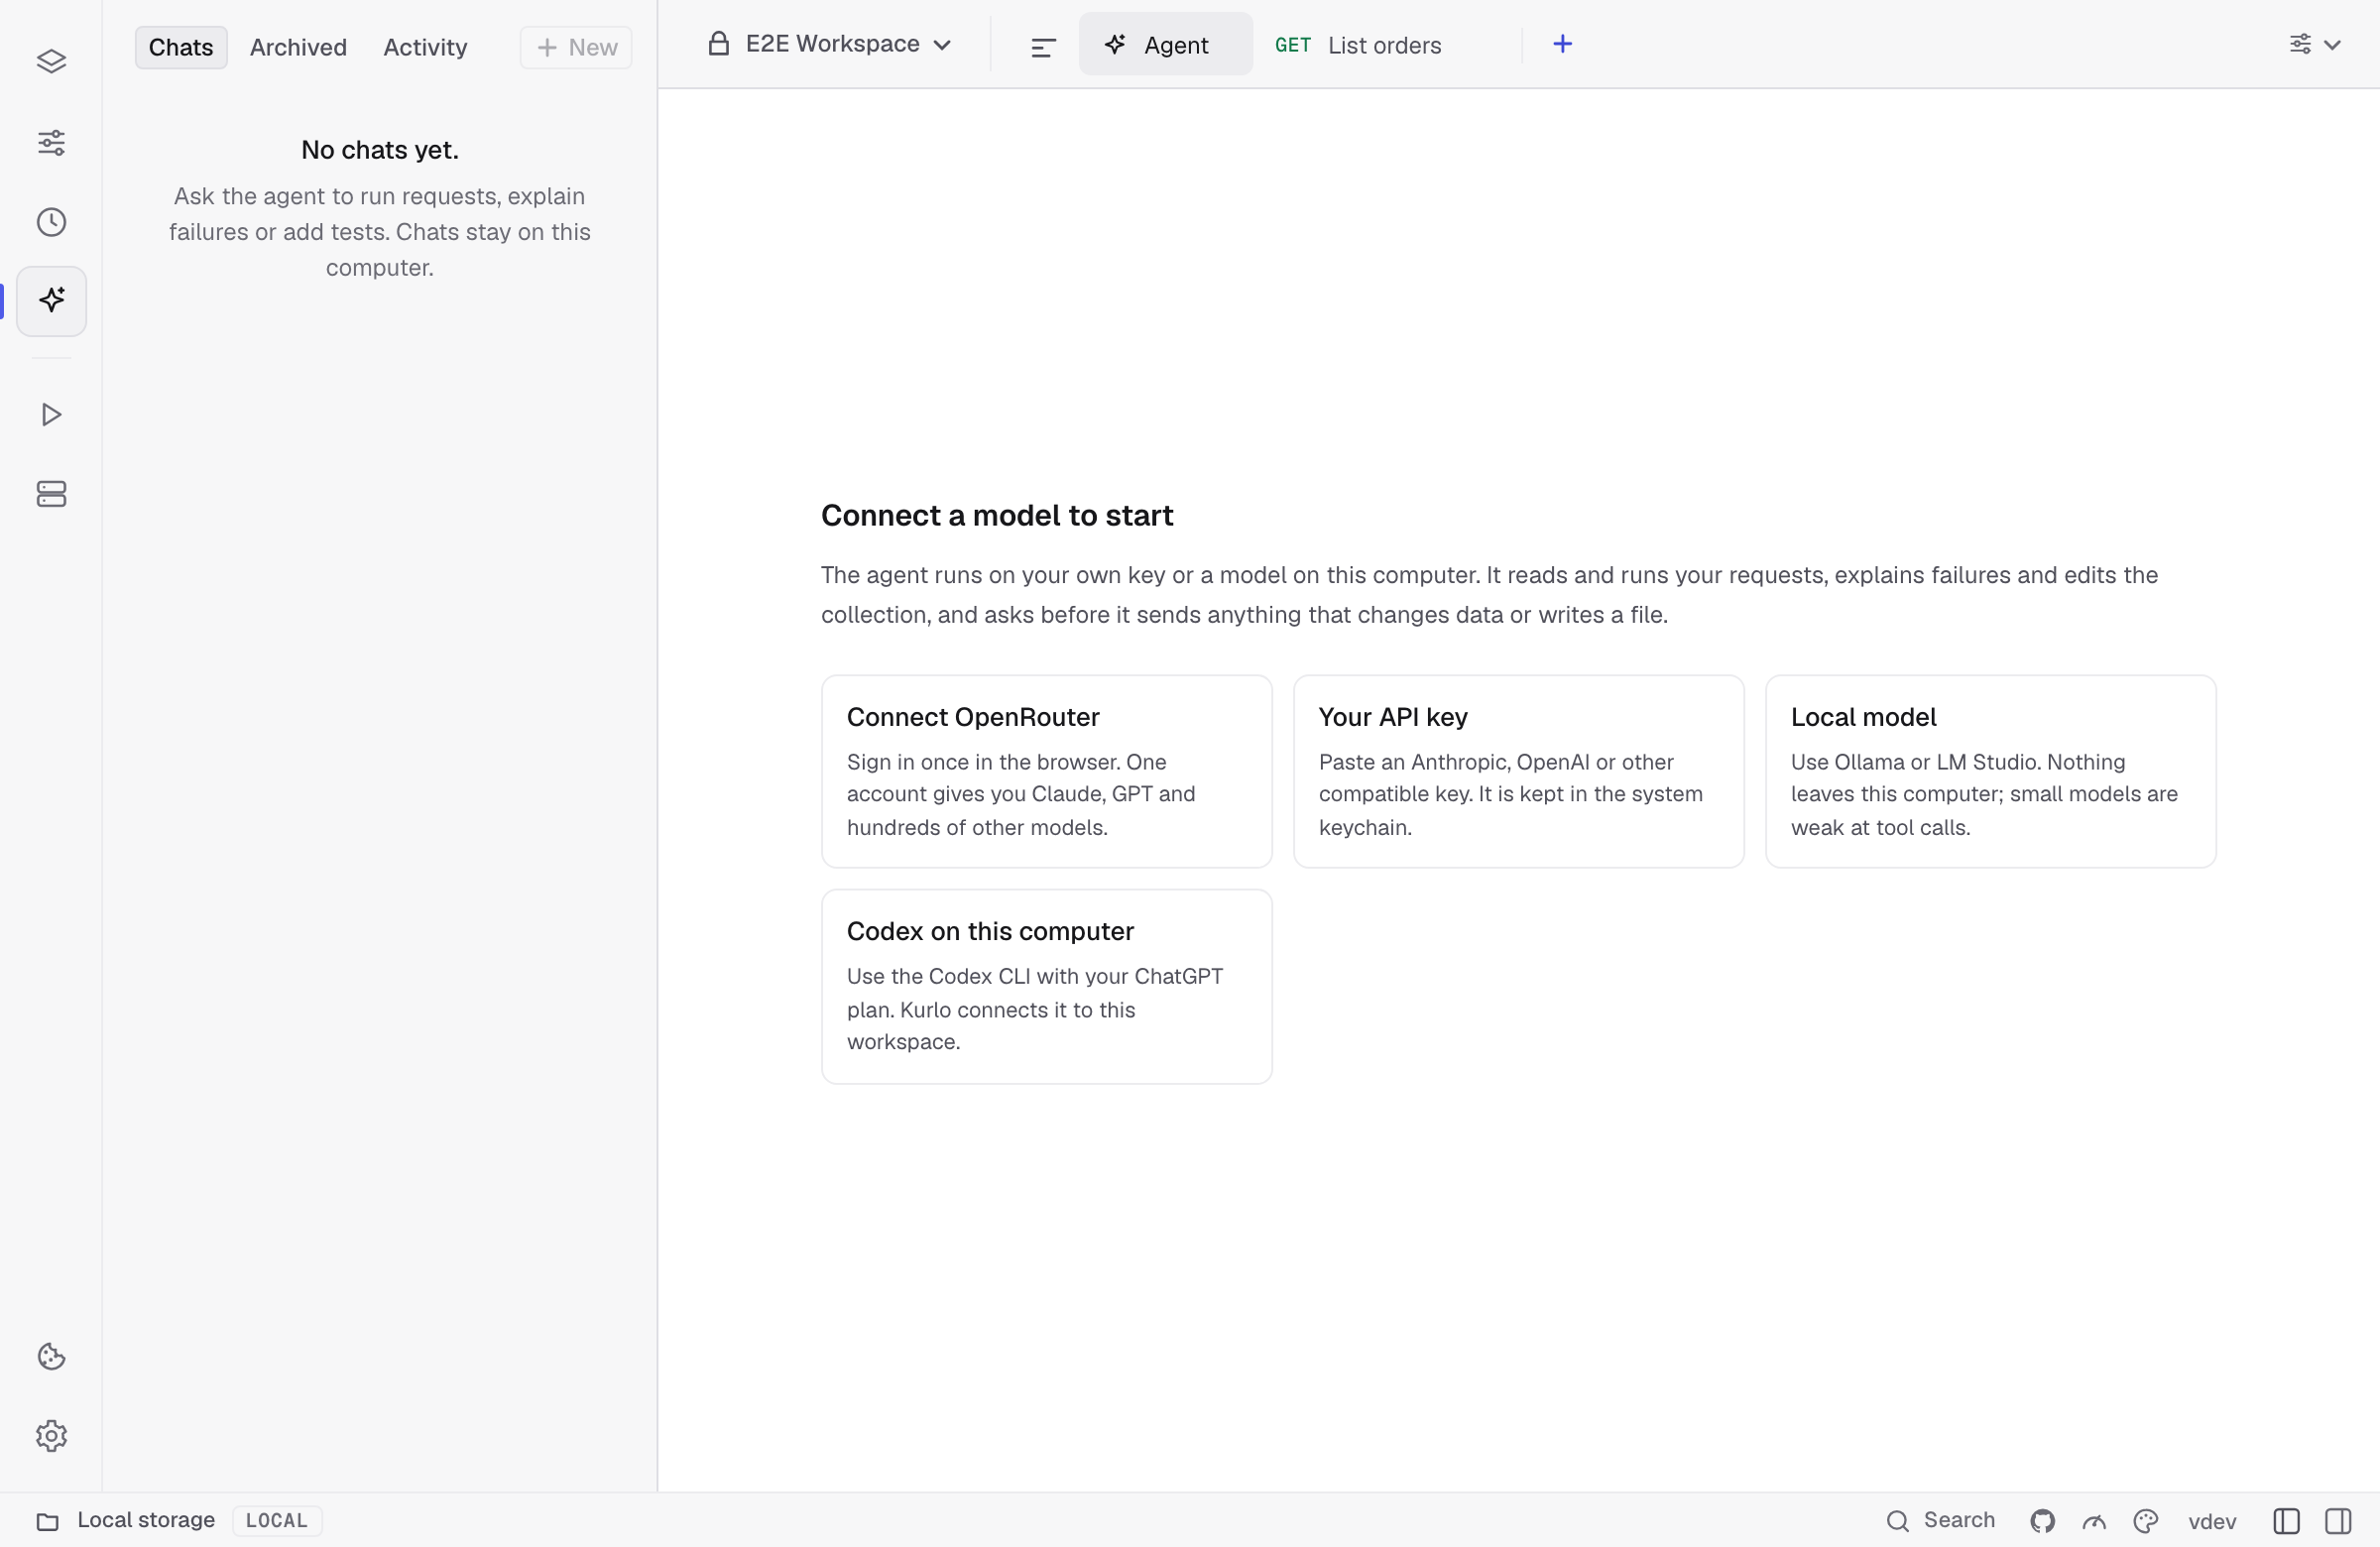 Chats Archived Activity + New
No chats yet.
Ask the agent to run requests, explain
failures or add tests. Chats stay on this
computer.
E2E Workspace
Agent
GET List orders
+
Connect a model to start
The agent runs on your own key or a model on this computer. It reads and runs your requests, explains failures and edits the
collection, and asks before it sends anything that changes data or writes a file.
Connect OpenRouter
Sign in once in the browser. One
account gives you Claude, GPT and
hundreds of other models.
Your API key
Paste an Anthropic, OpenAI or other
compatible key. It is kept in the system
keychain.
Local model
Use Ollama or LM Studio. Nothing
leaves this computer; small models are
weak at tool calls.
Codex on this computer
Use the Codex CLI with your ChatGPT
plan. Kurlo connects it to this
workspace.
Local storage LOCAL
Search
vdev